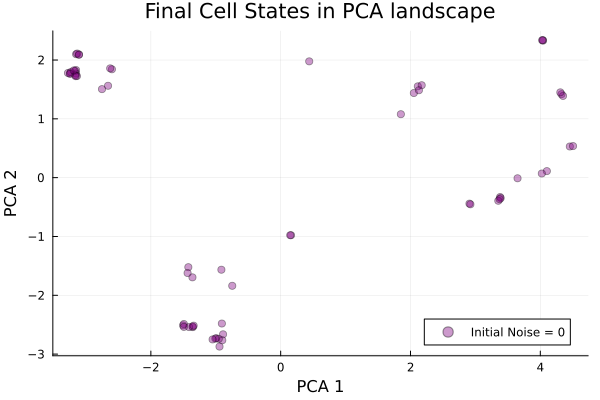 Final Cell States in PCA landscape
PCA 2
2
1
0
−1
−2
−3
−2
0
2
4
PCA 1
Initial Noise = 0